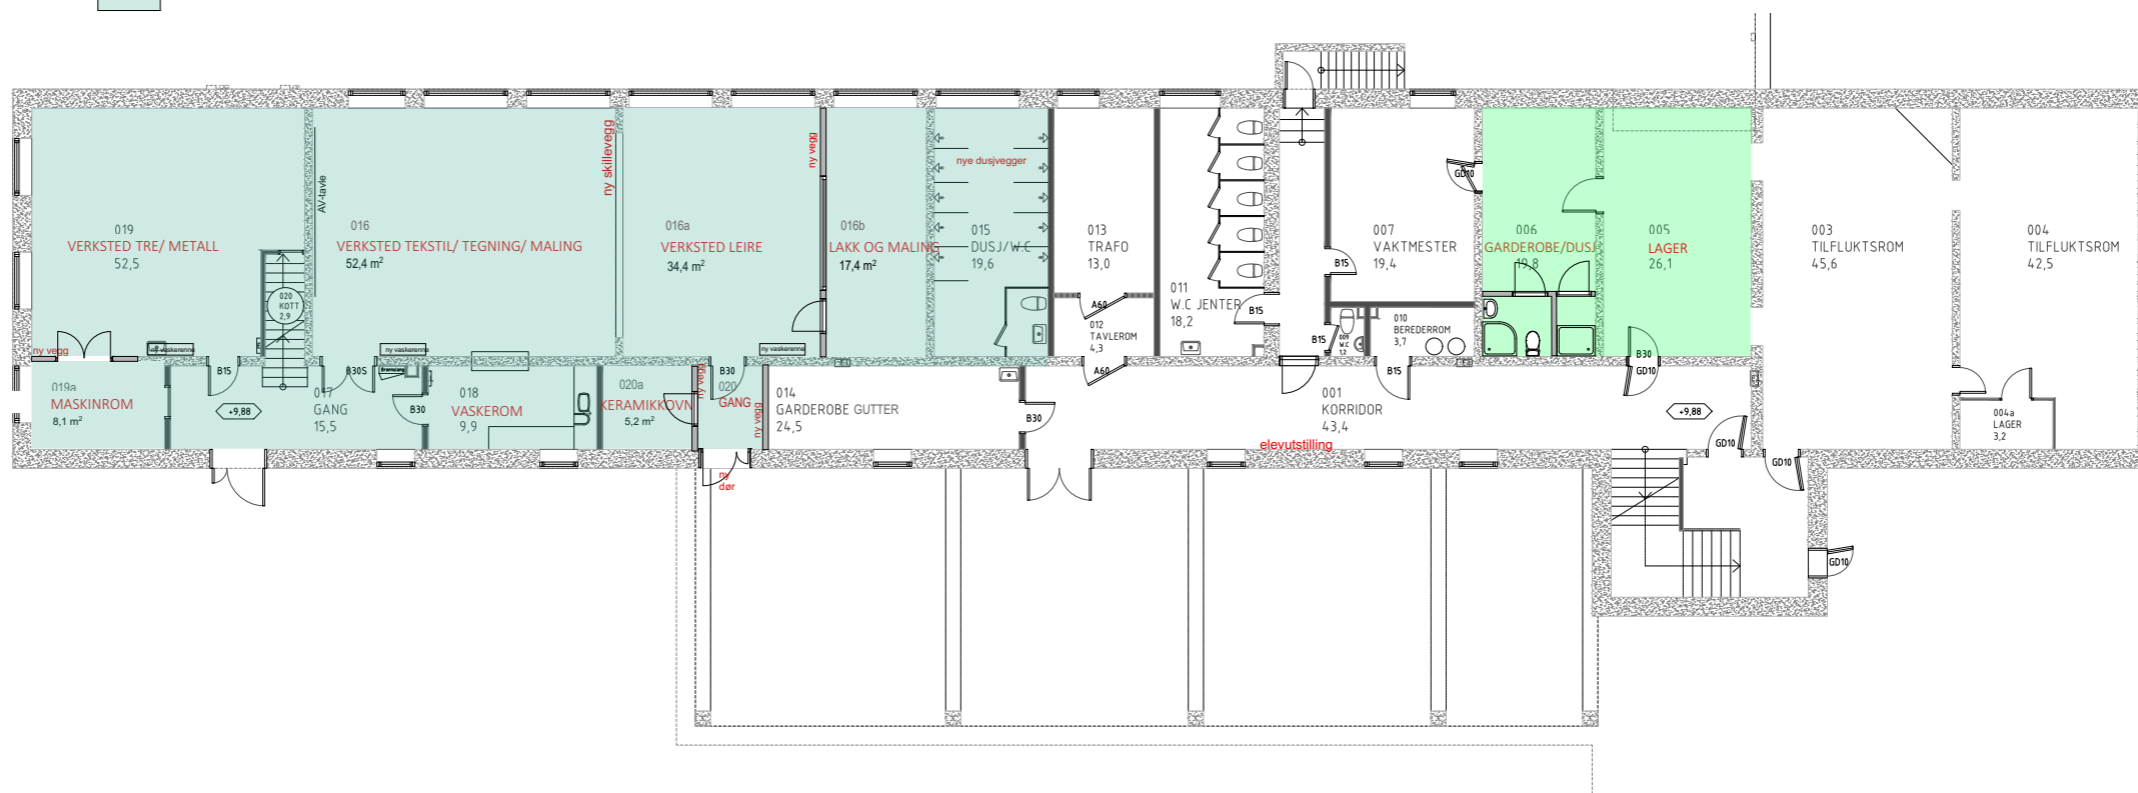 019
VERKSTED TRE/ METALL
52,5
ny vegg
ny vaskerenne
020
KOTT
2,9
AV-tavle
016
VERKSTED TEKSTIL/ TEGNING/ MALING
52,4 m²
ny vaskerenne
ny skillevegg
016a
VERKSTED LEIRE
34,4 m²
ny vaskerenne
ny vegg
016b
LAKK OG MALING
17,4 m²
nye dusjvegger
015
DUSJ/W.C
19,6
013
TRAFO
13,0
A60
012
TAVLEROM
4,3
A60
011
W.C JENTER
18,2
B15
007
VAKTMESTER
19,4
B15
GD10
B15
009
W.C
1,2
010
BEREDERROM
3,7
B15
006
GARDEROBE/DUSJ
19,8
005
LAGER
26,1
B30
GD10
003
TILFLUKTSROM
45,6
004
TILFLUKTSROM
42,5
004a
LAGER
3,2
019a
MASKINROM
8,1 m²
B15
+9,88
017
GANG
15,5
B30S
Brannslang
B30
018
VASKEROM
9,9
020a
KERAMIKKOVN
5,2 m²
ny vegg
B30
020
GANG
ny vegg
ny
dør
014
GARDEROBE GUTTER
24,5
B30
001
KORRIDOR
43,4
elevutstilling
+9,88
GD10
GD10
GD10